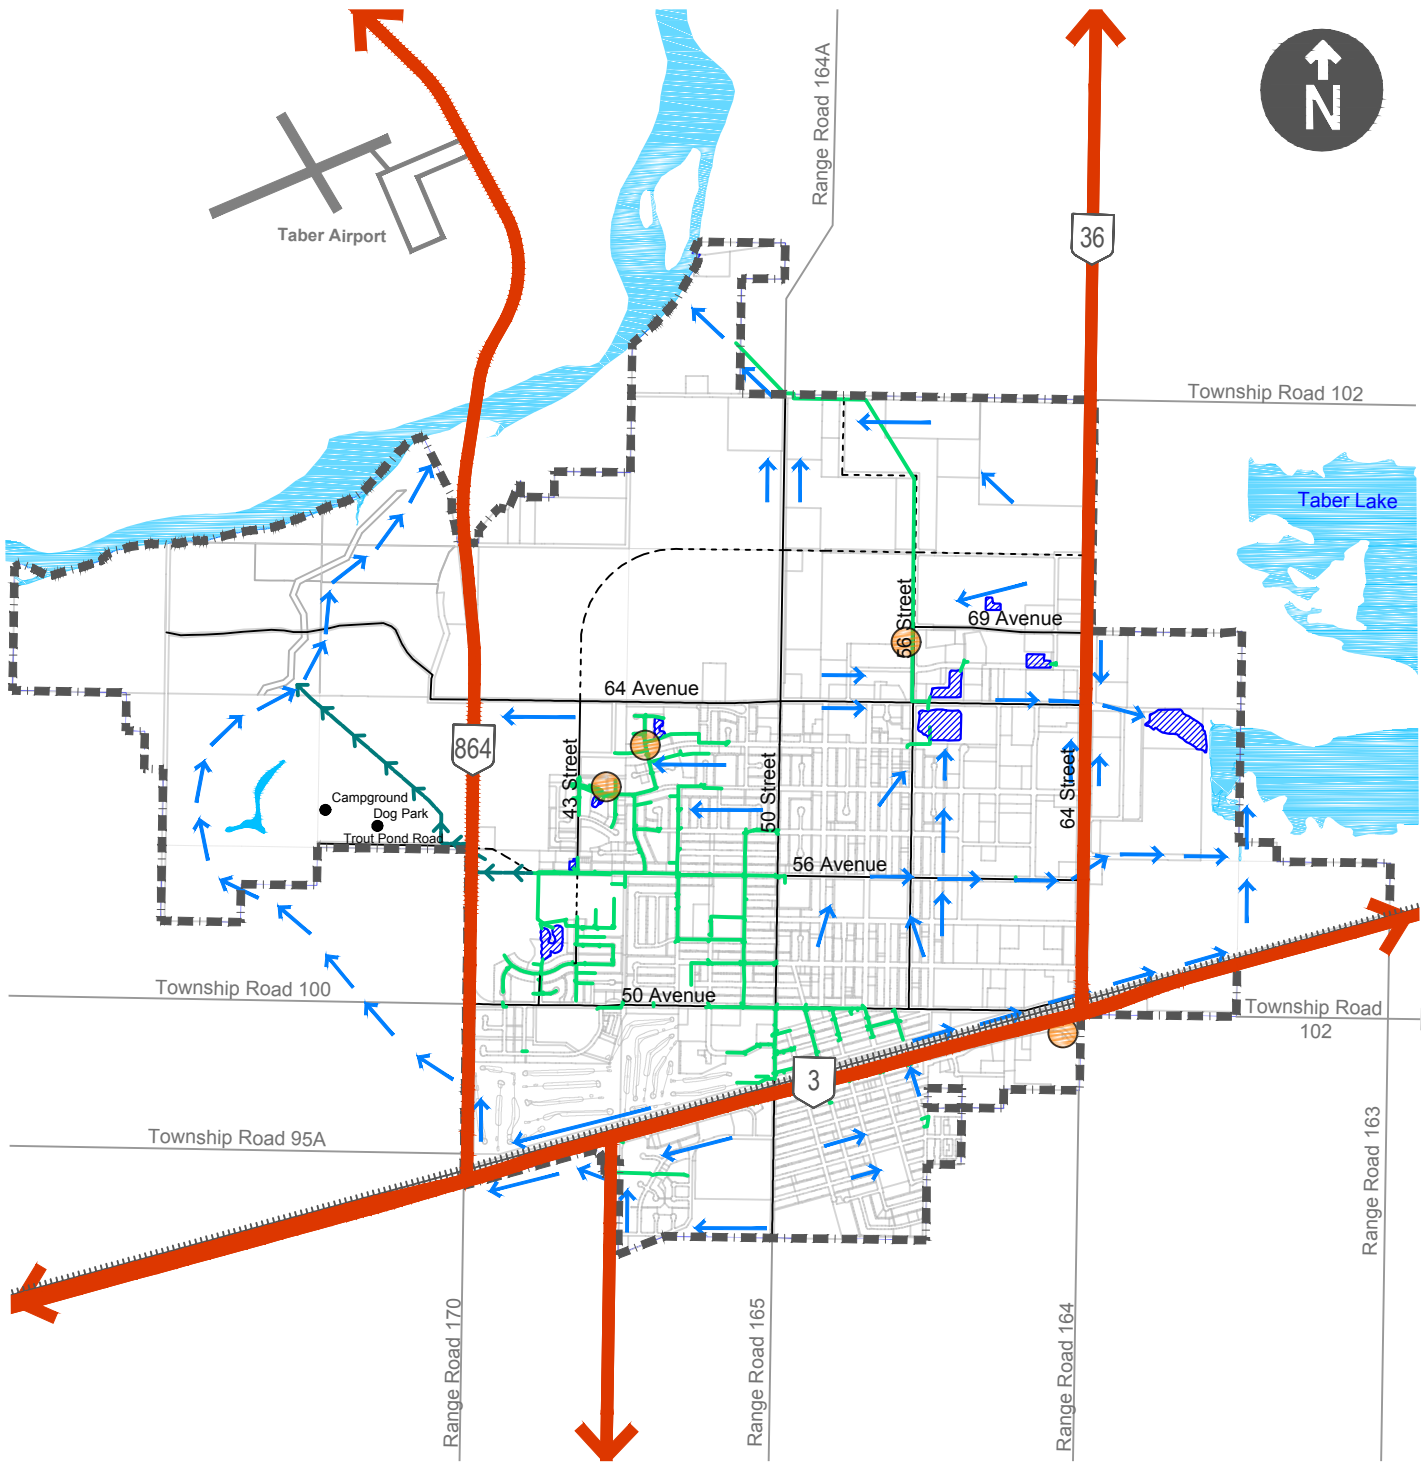 Range Road 164A
N
Taber Airport
36
Township Road 102
Taber Lake
56 Street
69 Avenue
64 Avenue
864
43 Street
50 Street
64 Street
Campground
Dog Park
Trout Pond Road
56 Avenue
Township Road 100
50 Avenue
Township Road
102
3
Township Road 95A
Range Road 163
Range Road 170
Range Road 165
Range Road 164